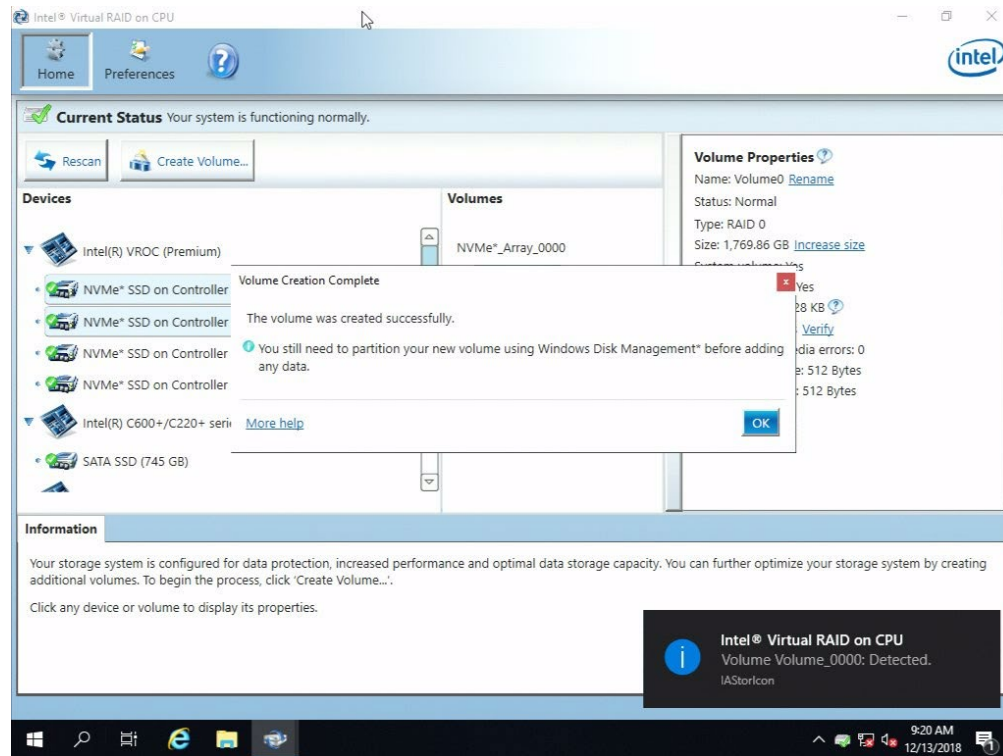 Intel® Virtual RAID on CPU
Home
Preferences
?
intel
Current Status Your system is functioning normally.
Rescan
Create Volume...
Devices
Volumes
Intel(R) VROC (Premium)
NVMe* SSD on Controller
NVMe* SSD on Controller
NVMe* SSD on Controller
NVMe* SSD on Controller
Intel(R) C600+/C220+ seri
SATA SSD (745 GB)
NVMe*_Array_0000
Volume Properties ?
Name: Volume0 Rename
Status: Normal
Type: RAID 0
Size: 1,769.86 GB Increase size
System volume: Yes
Yes
28 KB ?
Verify
dia errors: 0
e: 512 Bytes
: 512 Bytes
Volume Creation Complete
x
The volume was created successfully.
You still need to partition your new volume using Windows Disk Management* before adding
any data.
More help
OK
Information
Your storage system is configured for data protection, increased performance and optimal data storage capacity. You can further optimize your storage system by creating
additional volumes. To begin the process, click 'Create Volume...'.
Click any device or volume to display its properties.
Intel® Virtual RAID on CPU
Volume Volume_0000: Detected.
IAStorIcon
9:20 AM
12/13/2018